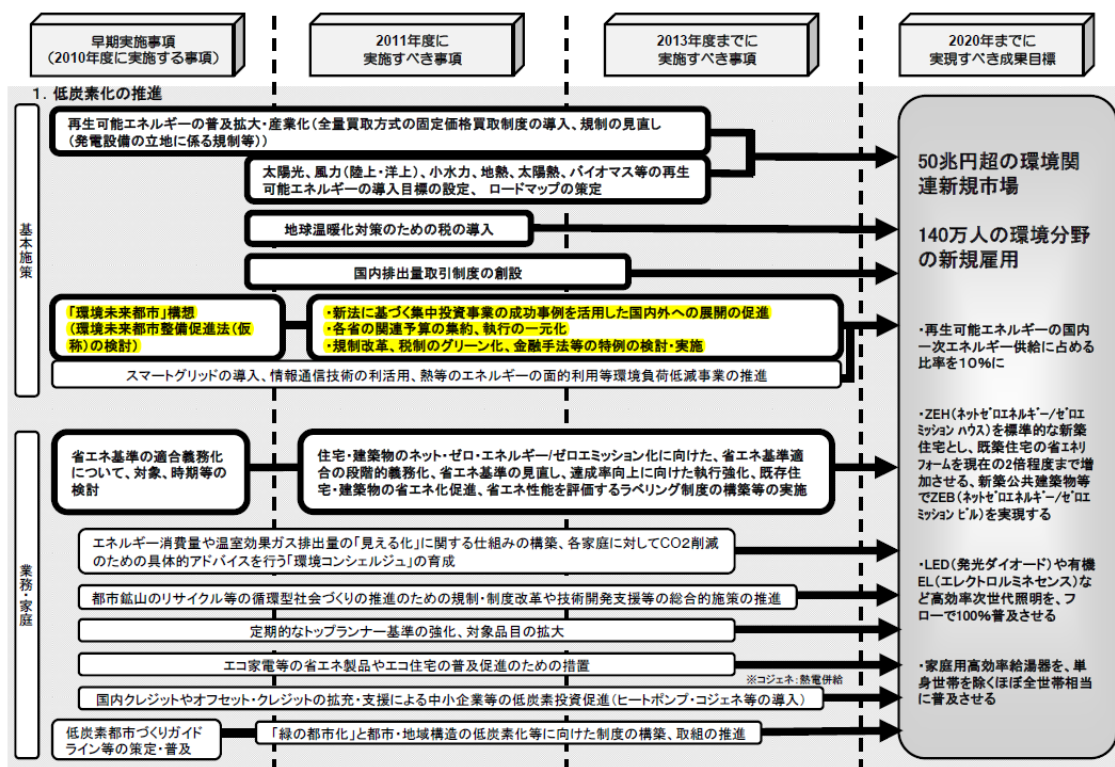 早期実施事項
(2010年度に実施する事項)
2011年度に
実施すべき事項
2013年度までに
実施すべき事項
2020年までに
実現すべき成果目標
1. 低炭素化の推進
基本施策
再生可能エネルギーの普及拡大・産業化(全量買取方式の固定価格買取制度の導入、規制の見直し
(発電設備の立地に係る規制等))
太陽光、風力(陸上・洋上)、小水力、地熱、太陽熱、バイオマス等の再生
可能エネルギーの導入目標の設定、 ロードマップの策定
地球温暖化対策のための税の導入
国内排出量取引制度の創設
「環境未来都市」構想
(環境未来都市整備促進法(仮
称)の検討)
・新法に基づく集中投資事業の成功事例を活用した国内外への展開の促進
・各省の関連予算の集約、執行の一元化
・規制改革、税制のグリーン化、金融手法等の特例の検討・実施
スマートグリッドの導入、情報通信技術の利活用、熱等のエネルギーの面的利用等環境負荷低減事業の推進
業務・家庭
省エネ基準の適合義務化
について、対象、時期等の
検討
住宅・建築物のネット・ゼロ・エネルギー/ゼロエミッション化に向けた、省エネ基準適
合の段階的義務化、省エネ基準の見直し、達成率向上に向けた執行強化、既存住
宅・建築物の省エネ化促進、省エネ性能を評価するラベリング制度の構築等の実施
エネルギー消費量や温室効果ガス排出量の「見える化」に関する仕組みの構築、各家庭に対してCO2削減
のための具体的アドバイスを行う「環境コンシェルジュ」の育成
都市鉱山のリサイクル等の循環型社会づくりの推進のための規制・制度改革や技術開発支援等の総合的施策の推進
定期的なトップランナー基準の強化、対象品目の拡大
エコ家電等の省エネ製品やエコ住宅の普及促進のための措置
※コジェネ:熱電併給
国内クレジットやオフセット・クレジットの拡充・支援による中小企業等の低炭素投資促進(ヒートポンプ・コジェネ等の導入)
低炭素都市づくりガイド
ライン等の策定・普及
「緑の都市化」と都市・地域構造の低炭素化等に向けた制度の構築、取組の推進
50兆円超の環境関
連新規市場
140万人の環境分野
の新規雇用
・再生可能エネルギーの国内
一次エネルギー供給に占める
比率を10%に
・ZEH(ネットゼロエネルギー/ゼロエ
ミッション ハウス)を標準的な新築
住宅とし、既築住宅の省エネリ
フォームを現在の2倍程度まで増
加させる、新築公共建築物等
でZEB(ネットゼロエネルギー/ゼロエ
ミッション ビル)を実現する
・LED(発光ダイオード)や有機
EL(エレクトロルミネセンス)な
ど高効率次世代照明を、フ
ローで100%普及させる
・家庭用高効率給湯器を、単
身世帯を除くほぼ全世帯相当
に普及させる